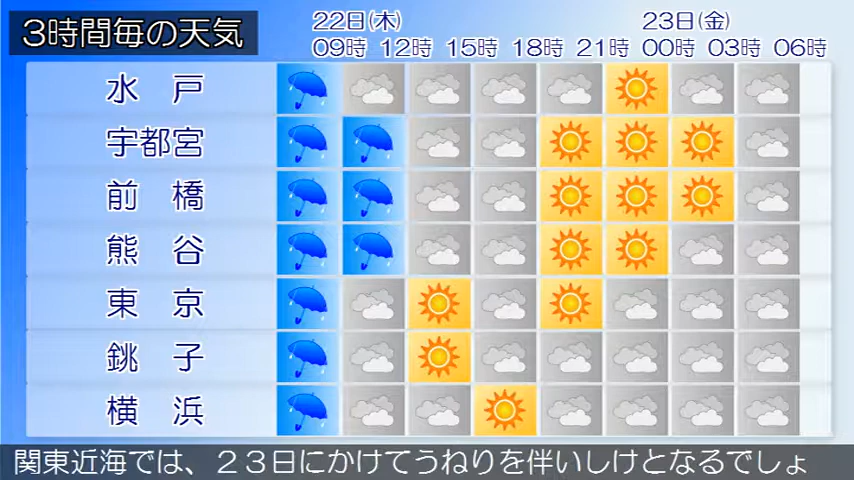 3時間毎の天気
22日(木) 23日(金)
09時 12時 15時 18時 21時 00時 03時 06時
水戸
宇都宮
前橋
熊谷
東京
銚子
横浜
関東近海では、２３日にかけてうねりを伴いしけとなるでしょ